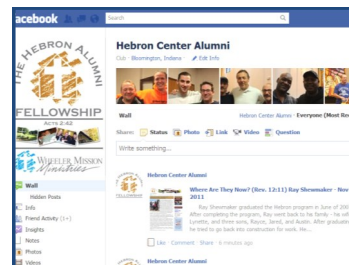 acebook
Search
THE HEBRON ALUMNI
FELLOWSHIP
ACTS 2:42
WHEELER MISSION
Ministries
Wall
Hidden Posts
Info
Friend Activity (1+)
Insights
Notes
Photos
Videos
Hebron Center Alumni
Club · Bloomington, Indiana · Edit Info
Wall
Hebron Center Alumni · Everyone (Most Rec
Share: Status Photo Link Video Question
Write something...
Hebron Center Alumni
Where Are They Now? (Rev. 12:11) Ray Shewmaker - Nov
2011
Ray Shewmaker graduated the Hebron program in June of 200
After completing the program, Ray went back to he family - he wif
Lynette, and three sons, Rayce, Jared, and Austin. After graduatin
he tried to go back into construction for work. He...
Like · Comment · Share · 6 minutes ago
Hebron Center Alumni